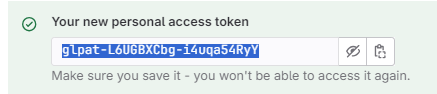 Your new personal access token
glpat-L6UGBXCbg-i4uqa54RyY
Make sure you save it - you won't be able to access it again.